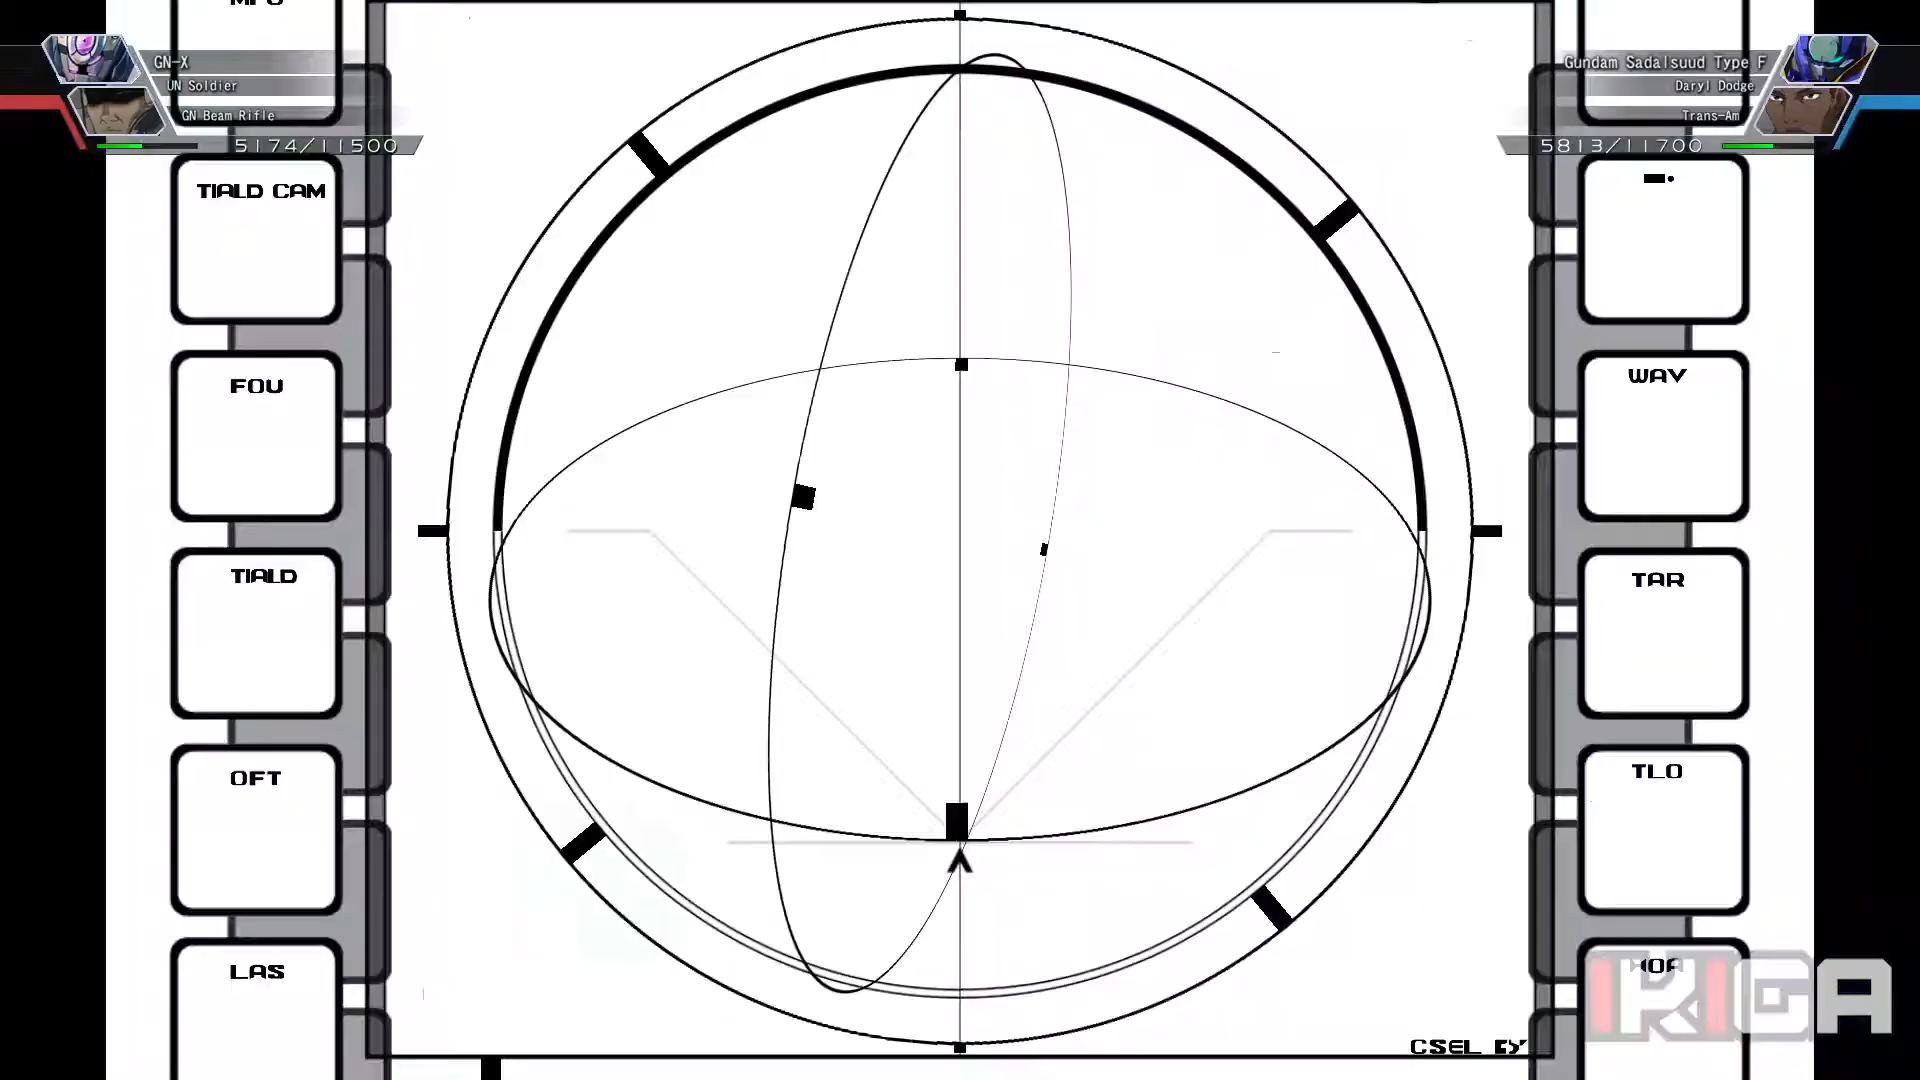 GN-X
UN Soldier
GN Beam Rifle
5174/11500
Gundam Sadalsuud Type F
Daryl Dodge
Trans-Am
5813/11700
TIALD CAM
FOU
TIALD
OFT
LAS
WAV
TAR
TLO
CSEL
IKIGA